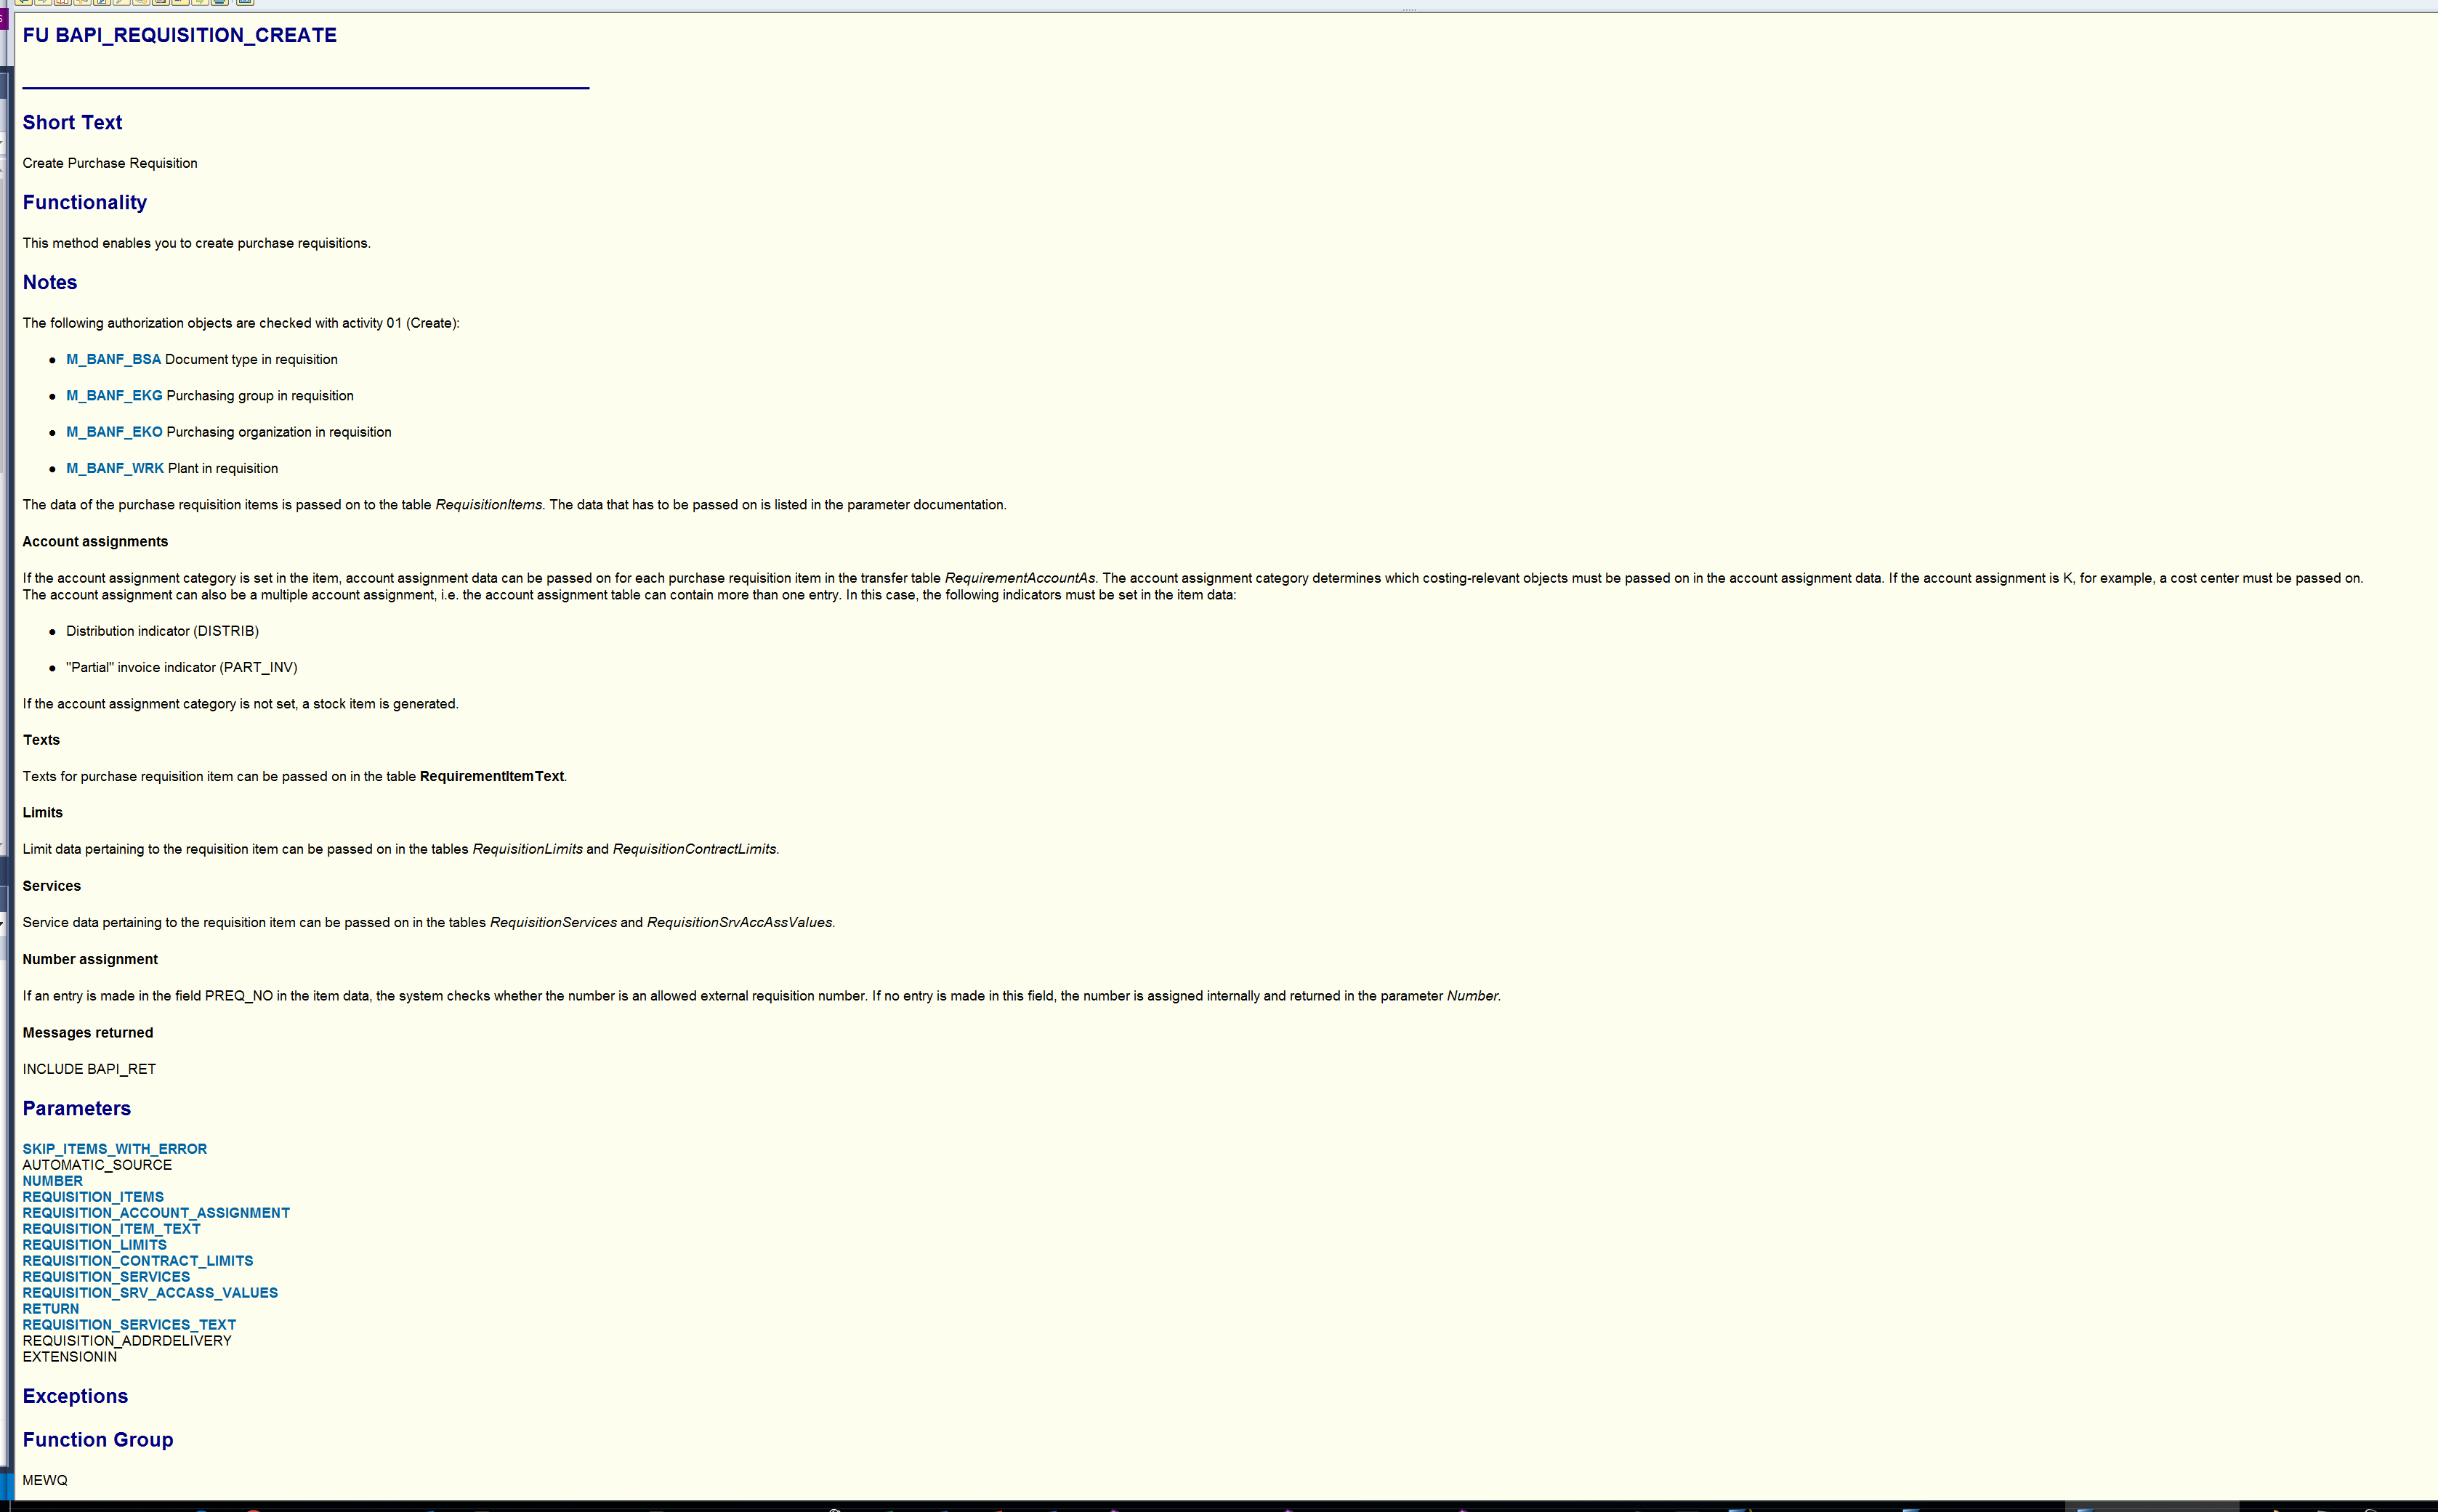 FU BAPI_REQUISITION_CREATE
Short Text
Create Purchase Requisition
Functionality
This method enables you to create purchase requisitions.
Notes
The following authorization objects are checked with activity 01 (Create):
● M_BANF_BSA Document type in requisition
● M_BANF_EKG Purchasing group in requisition
● M_BANF_EKO Purchasing organization in requisition
● M_BANF_WRK Plant in requisition
The data of the purchase requisition items is passed on to the table RequisitionItems. The data that has to be passed on is listed in the parameter documentation.
Account assignments
If the account assignment category is set in the item, account assignment data can be passed on for each purchase requisition item in the transfer table RequirementAccountAs. The account assignment category determines which costing-relevant objects must be passed on in the account assignment data. If the account assignment is K, for example, a cost center must be passed on.
The account assignment can also be a multiple account assignment, i.e. the account assignment table can contain more than one entry. In this case, the following indicators must be set in the item data:
● Distribution indicator (DISTRIB)
● "Partial" invoice indicator (PART_INV)
If the account assignment category is not set, a stock item is generated.
Texts
Texts for purchase requisition item can be passed on in the table RequirementItemText.
Limits
Limit data pertaining to the requisition item can be passed on in the tables RequisitionLimits and RequisitionContractLimits.
Services
Service data pertaining to the requisition item can be passed on in the tables RequisitionServices and RequisitionSrvAccAssValues.
Number assignment
If an entry is made in the field PREQ_NO in the item data, the system checks whether the number is an allowed external requisition number. If no entry is made in this field, the number is assigned internally and returned in the parameter Number.
Messages returned
INCLUDE BAPI_RET
Parameters
SKIP_ITEMS_WITH_ERROR
AUTOMATIC_SOURCE
NUMBER
REQUISITION_ITEMS
REQUISITION_ACCOUNT_ASSIGNMENT
REQUISITION_ITEM_TEXT
REQUISITION_LIMITS
REQUISITION_CONTRACT_LIMITS
REQUISITION_SERVICES
REQUISITION_SRV_ACCASS_VALUES
RETURN
REQUISITION_SERVICES_TEXT
REQUISITION_ADDRDELIVERY
EXTENSIONIN
Exceptions
Function Group
MEWQ